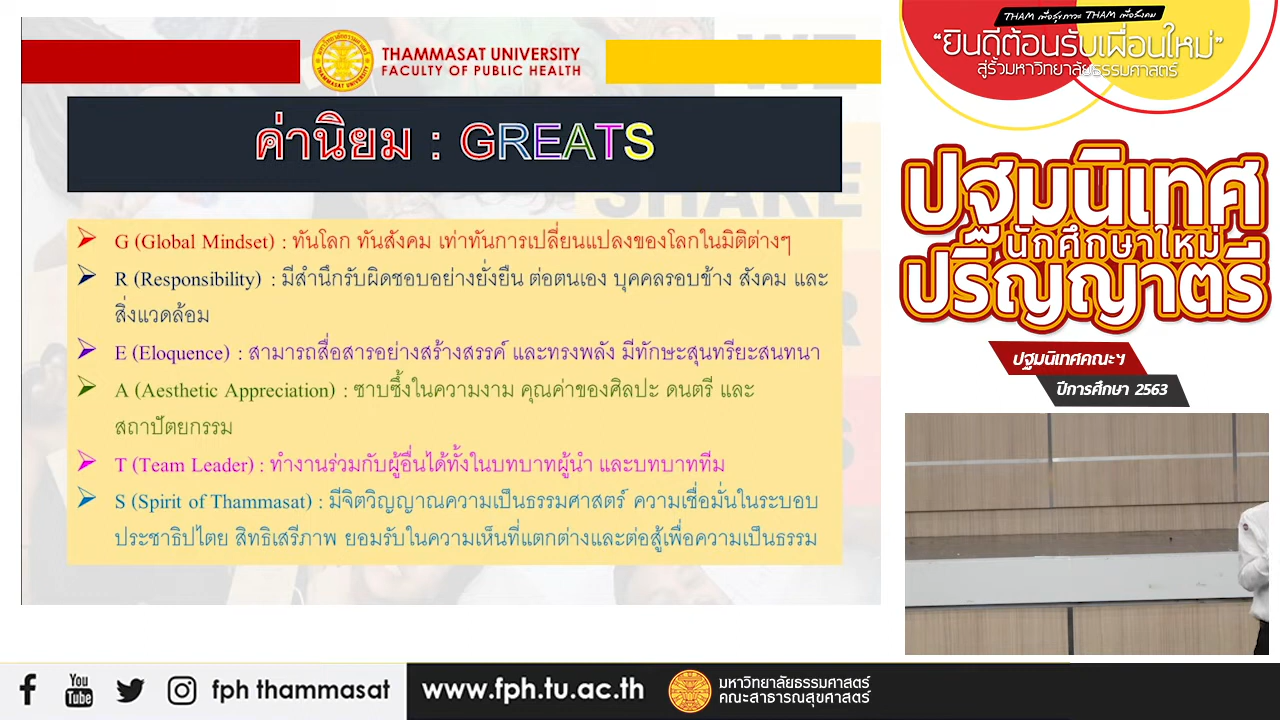 THAMMASAT UNIVERSITY
FACULTY OF PUBLIC HEALTH
ค่านิยม : GREATS
G (Global Mindset) : ทันโลก ทันสังคม เท่าทันการเปลี่ยนแปลงของโลกในมิติต่างๆ
R (Responsibility) : มีสำนึกรับผิดชอบอย่างยั่งยืน ต่อตนเอง บุคคลรอบข้าง สังคม และ
สิ่งแวดล้อม
E (Eloquence) : สามารถสื่อสารอย่างสร้างสรรค์ และทรงพลัง มีทักษะสุนทรียะสนทนา
A (Aesthetic Appreciation) : ซาบซึ้งในความงาม คุณค่าของศิลปะ ดนตรี และ
สถาปัตยกรรม
T (Team Leader) : ทำงานร่วมกับผู้อื่นได้ทั้งในบทบาทผู้นำ และบทบาททีม
S (Spirit of Thammasat) : มีจิตวิญญาณความเป็นธรรมศาสตร์ ความเชื่อมั่นในระบอบ
ประชาธิปไตย สิทธิเสรีภาพ ยอมรับในความเห็นที่แตกต่างและต่อสู้เพื่อความเป็นธรรม
THAM เพื่อสุขภาวะ THAM เพื่อสังคม
“ยินดีต้อนรับเพื่อนใหม่”
สู่รั้วมหาวิทยาลัยธรรมศาสตร์
ปฐมนิเทศ
นักศึกษาใหม่
ปริญญาตรี
ปฐมนิเทศคณะฯ
ปีการศึกษา 2563
You
Tube
fph thammasat
www.fph.tu.ac.th
มหาวิทยาลัยธรรมศาสตร์
คณะสาธารณสุขศาสตร์